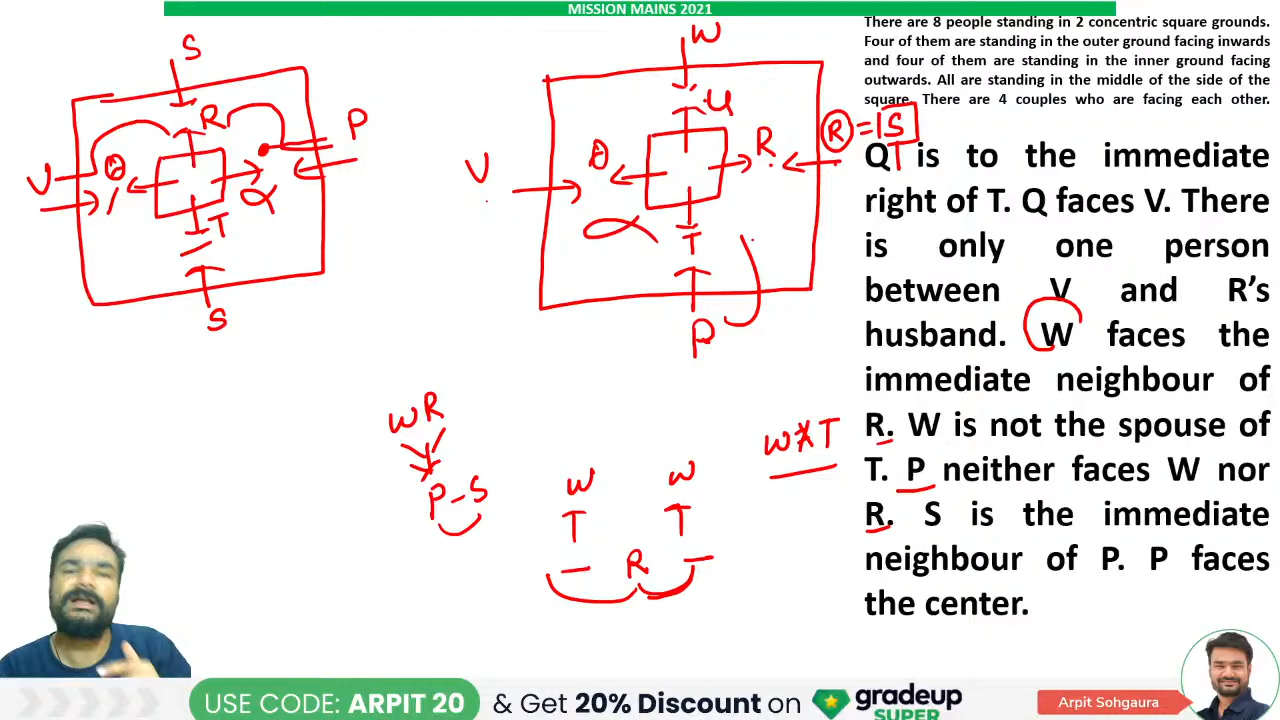 MISSION MAINS 2021
There are 8 people standing in 2 concentric square grounds.
Four of them are standing in the outer ground facing inwards
and four of them are standing in the inner ground facing
outwards. All are standing in the middle of the side of the
square. There are 4 couples who are facing each other.
S
R
P
V
T
S
W
U
R
V
T
P
R = S
T
Q is to the immediate
right of T. Q faces V. There
is only one person
between V and R’s
husband. W faces the
immediate neighbour of
R. W is not the spouse of
T. P neither faces W nor
R. S is the immediate
neighbour of P. P faces
the center.
W R
P - S
W W
T T
R
W T
USE CODE: ARPIT 20 & Get 20% Discount on gradeup SUPER
Arpit Sohgaura